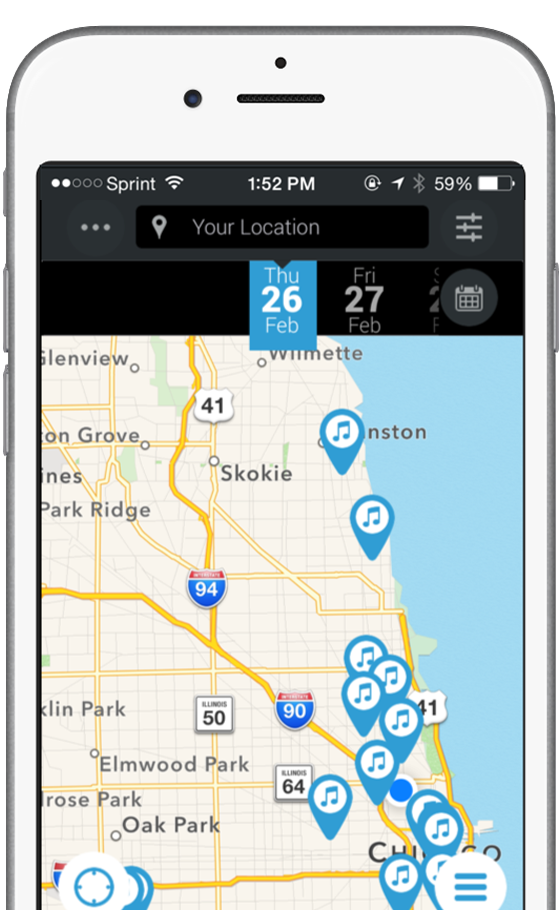 Sprint 1:52 PM 59%
Your Location
Thu Fri
26 27 2
Feb Feb F
Glenview
Wilmette
41
ton Grove
nston
ines
Skokie
Park Ridge
INTERSTATE
94
klin Park
ILLINOIS
50
INTERSTATE
90
41
Elmwood Park
ILLINOIS
64
lrose Park
Oak Park